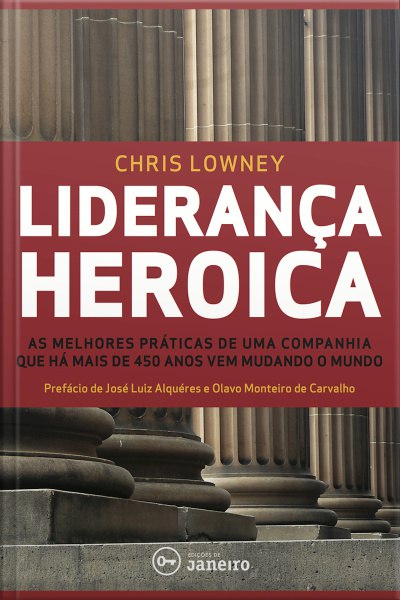 CHRIS LOWNEY
LIDERANÇA
HEROICA
AS MELHORES PRÁTICAS DE UMA COMPANHIA
QUE HÁ MAIS DE 450 ANOS VEM MUDANDO O MUNDO
Prefácio de José Luiz Alquéres e Olavo Monteiro de Carvalho
EDIÇÕES DE
JANEIRO